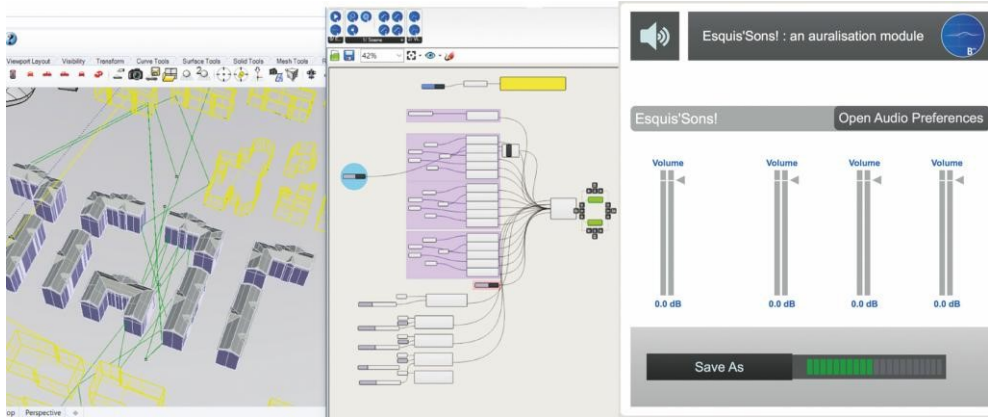 Viewport Layout Visibility Transform Curve Tools Surface Tools Solid Tools Mesh Tools
Perspective
42%
Esquis'Sons! : an auralisation module
B~
Esquis'Sons!
Open Audio Preferences
Volume Volume Volume Volume
0.0 dB 0.0 dB 0.0 dB 0.0 dB
Save As